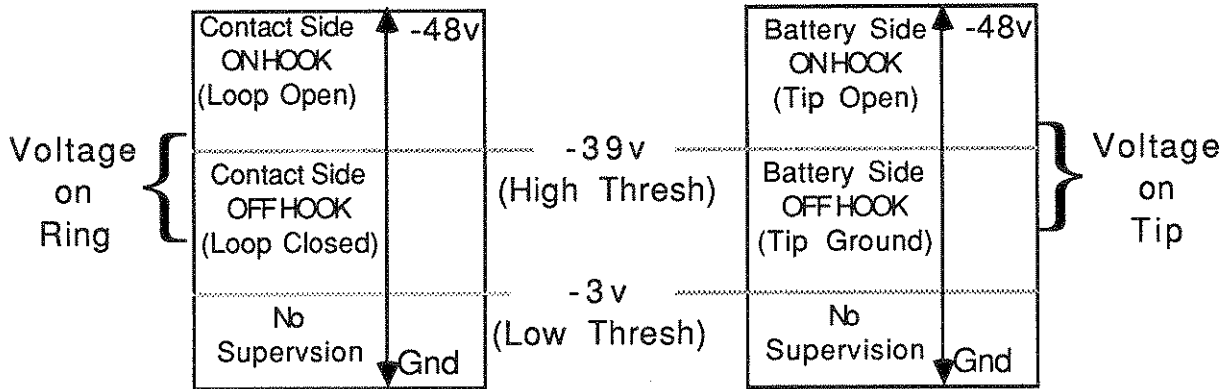 Voltage
on
Ring
Contact Side
ONHOOK
(Loop Open)
Contact Side
OFFHOOK
(Loop Closed)
No
Supervsion
-48v
Gnd
-39v
(High Thresh)
-3v
(Low Thresh)
Battery Side
ONHOOK
(Tip Open)
Battery Side
OFFHOOK
(Tip Ground)
No
Supervision
-48v
Gnd
Voltage
on
Tip